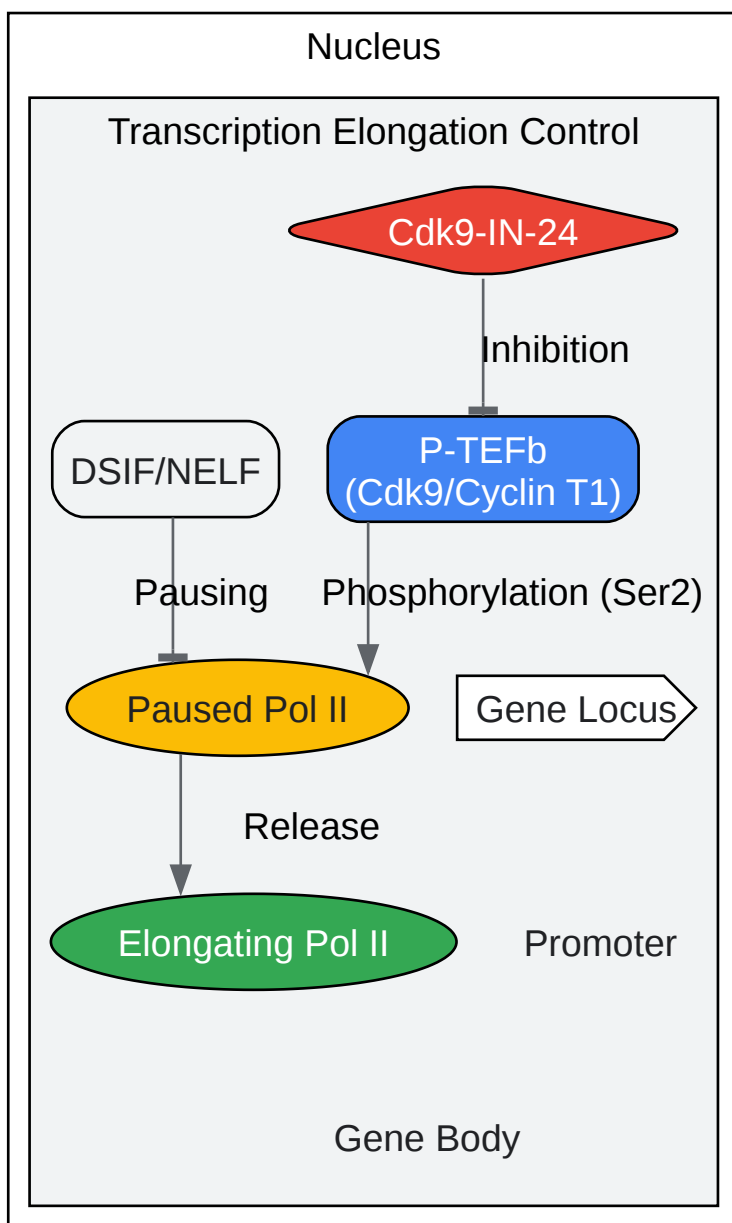 Nucleus
Transcription Elongation Control
Cdk9-IN-24
Inhibition
DSIF/NELF
P-TEFb
(Cdk9/Cyclin T1)
Pausing
Phosphorylation (Ser2)
Paused Pol II
Gene Locus
Release
Elongating Pol II
Promoter
Gene Body